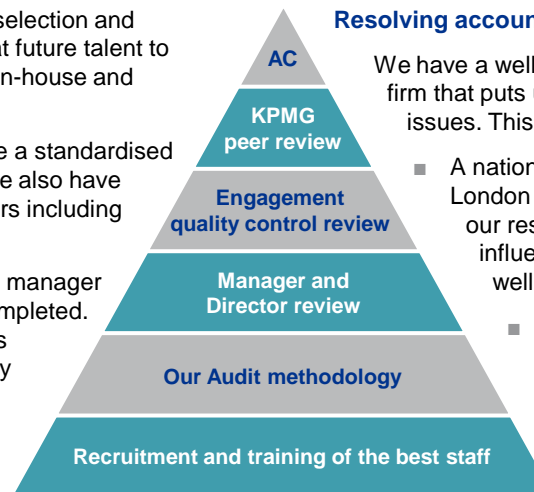 selection and
future talent to
n-house and
e a standardised
e also have
rs including
manager
mpleted.
s
y
AC
KPMG
peer review
Engagement
quality control review
Manager and
Director review
Our Audit methodology
Recruitment and training of the best staff
Resolving accoun
We have a well
firm that puts u
issues. This
■ A nation
London
our res
influe
well
■